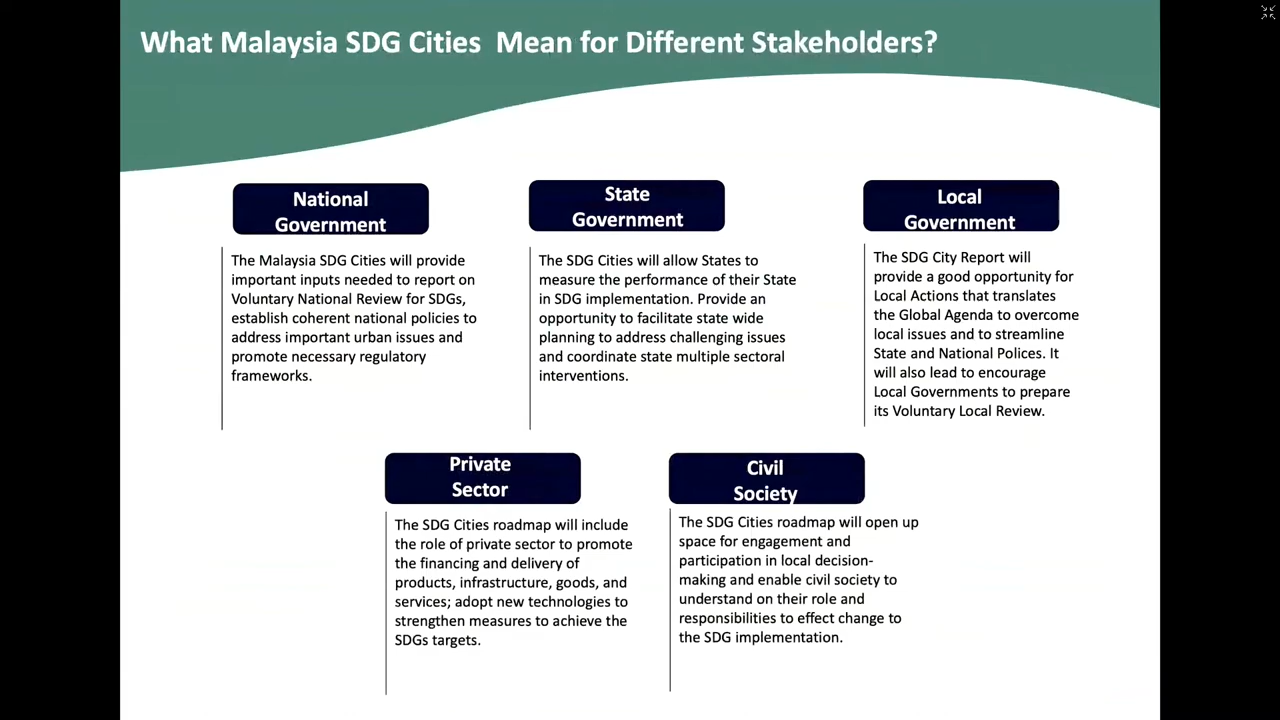 What Malaysia SDG Cities Mean for Different Stakeholders?
National
Government
The Malaysia SDG Cities will provide
important inputs needed to report on
Voluntary National Review for SDGs,
establish coherent national policies to
address important urban issues and
promote necessary regulatory
frameworks.
State
Government
The SDG Cities will allow States to
measure the performance of their State
in SDG implementation. Provide an
opportunity to facilitate state wide
planning to address challenging issues
and coordinate state multiple sectoral
interventions.
Local
Government
The SDG City Report will
provide a good opportunity for
Local Actions that translates
the Global Agenda to overcome
local issues and to streamline
State and National Polices. It
will also lead to encourage
Local Governments to prepare
its Voluntary Local Review.
Private
Sector
The SDG Cities roadmap will include
the role of private sector to promote
the financing and delivery of
products, infrastructure, goods, and
services; adopt new technologies to
strengthen measures to achieve the
SDGs targets.
Civil
Society
The SDG Cities roadmap will open up
space for engagement and
participation in local decision-
making and enable civil society to
understand on their role and
responsibilities to effect change to
the SDG implementation.